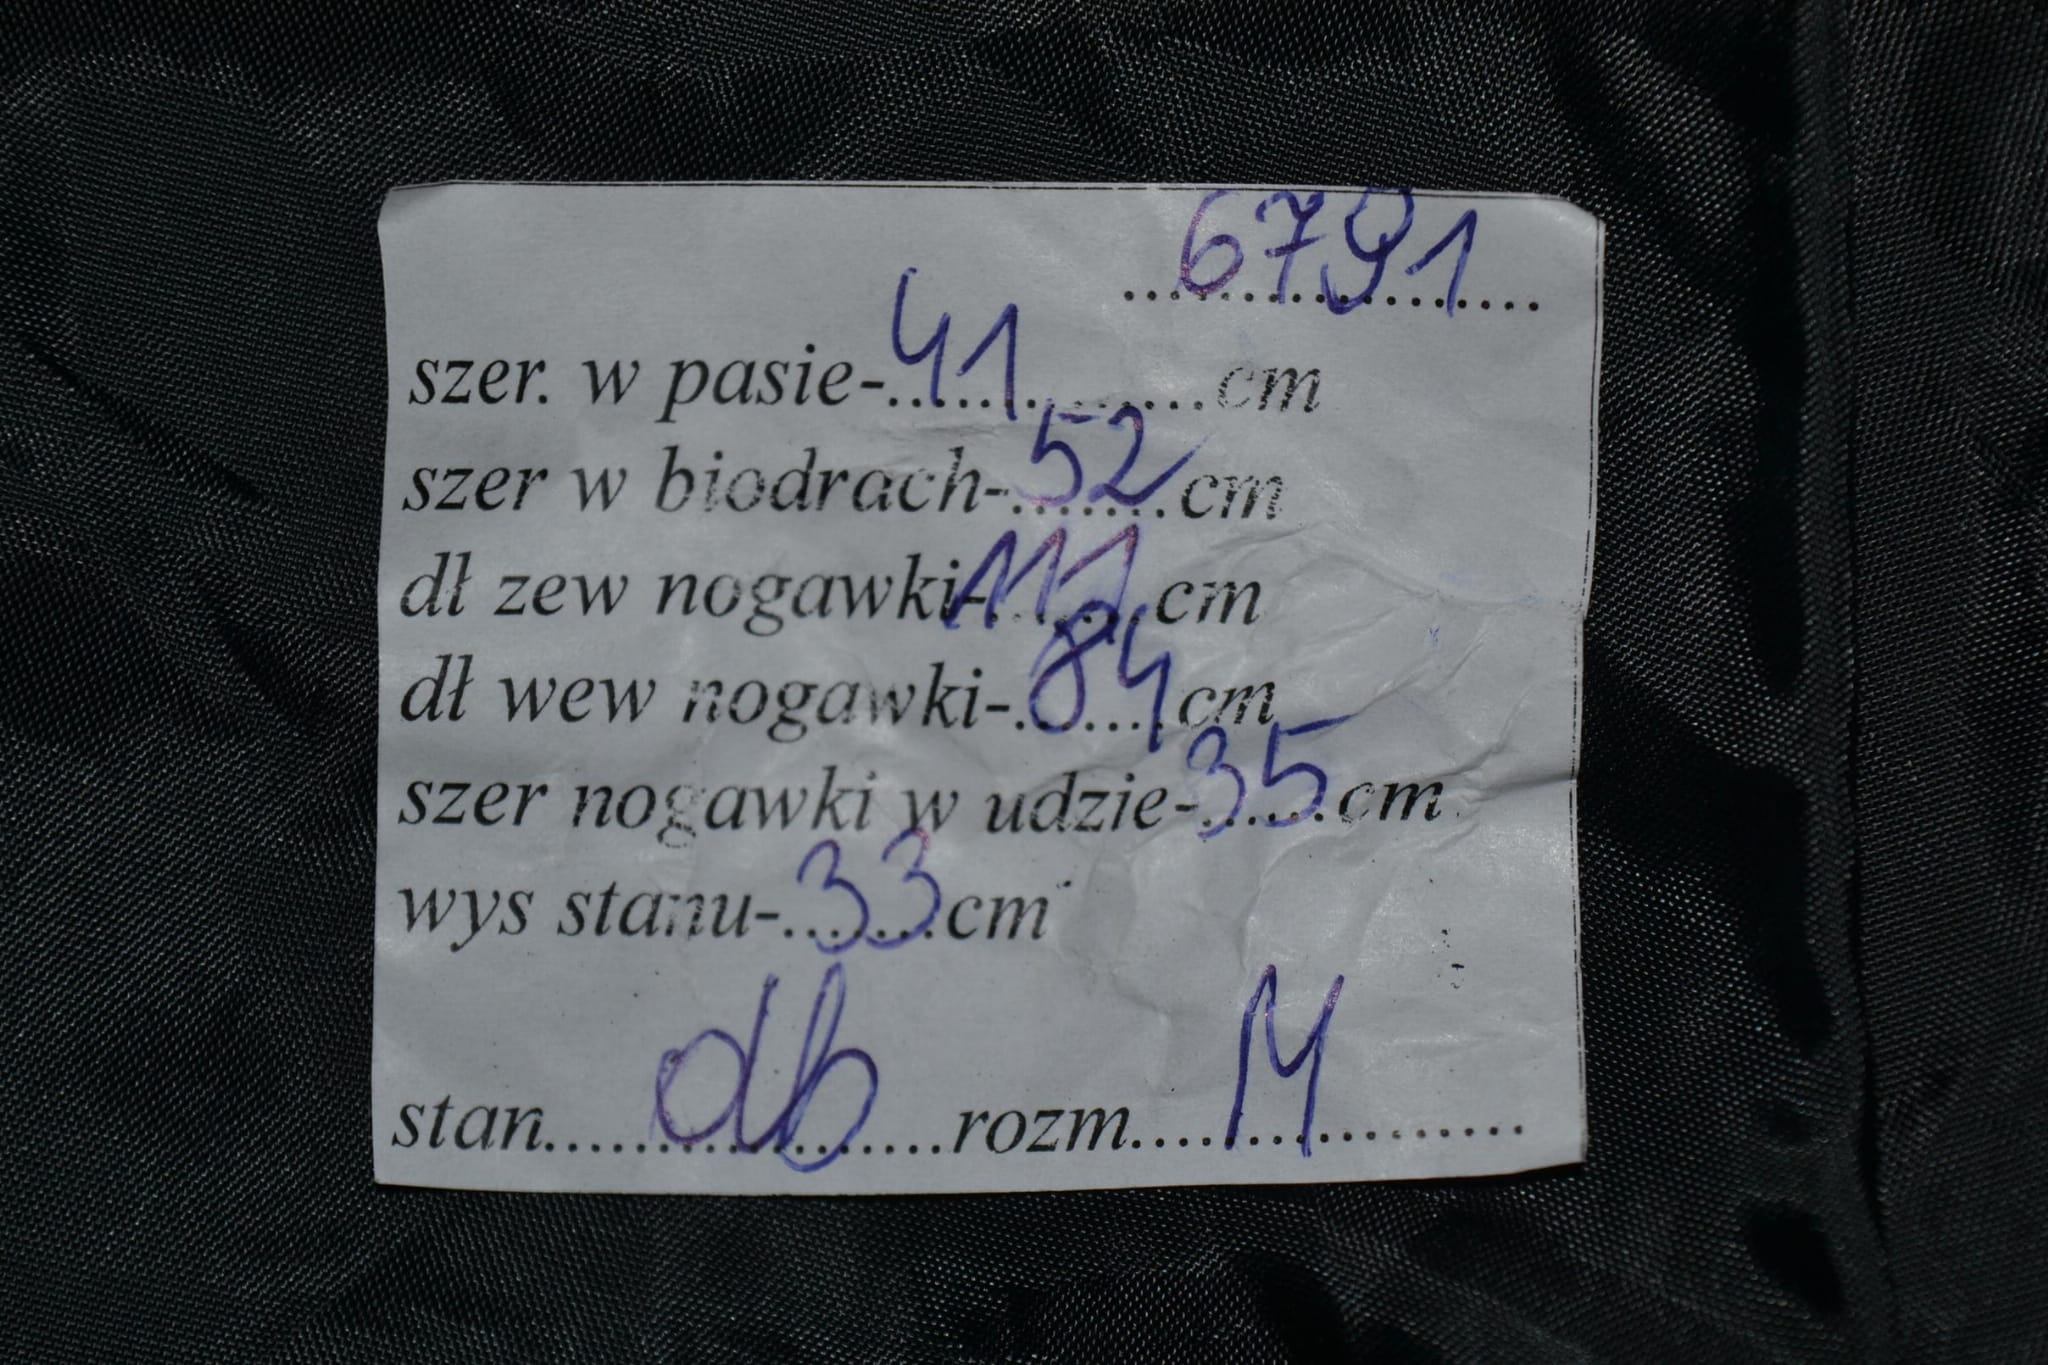 6791
szer. w pasie-41cm
szer w biodrach-52cm
dł zew nogawki-111cm
dł wew nogawki-84cm
szer nogawki w udzie-35cm
wys stanu-33cm
stan db rozm M